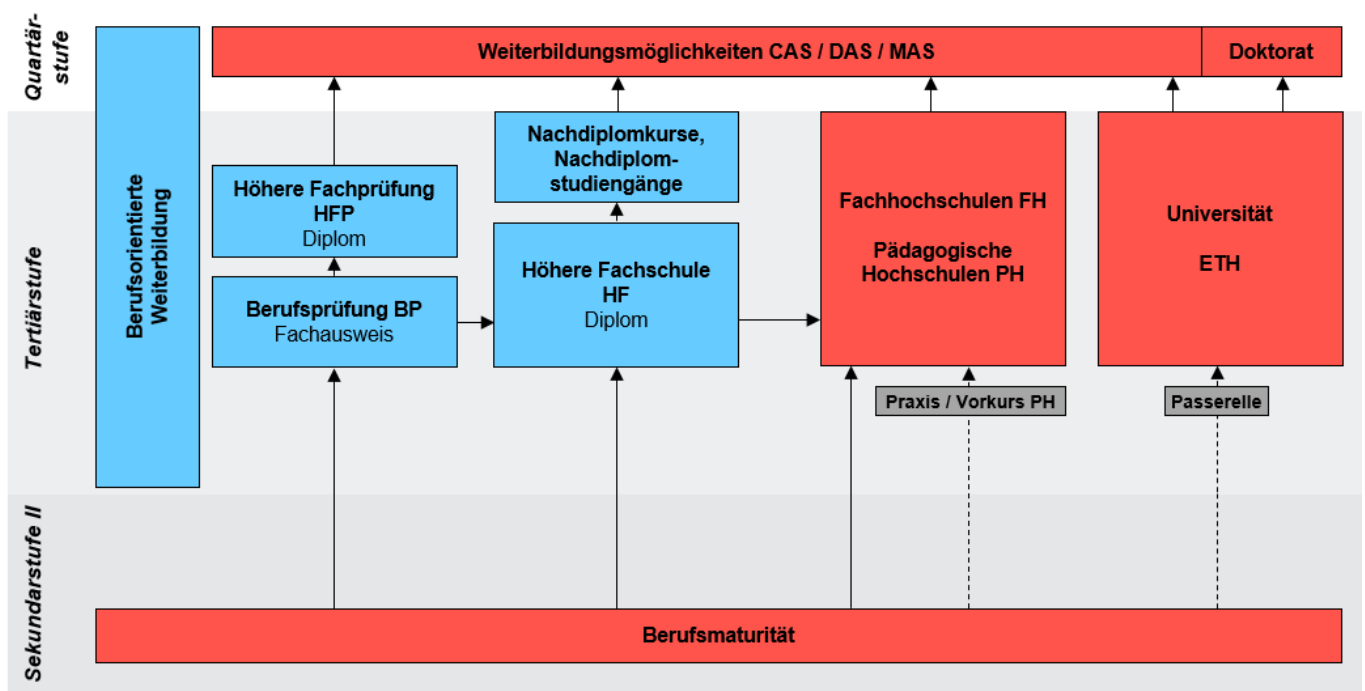 Quartär-
stufe
Weiterbildungsmöglichkeiten CAS / DAS / MAS
Doktorat
Berufsorientierte
Weiterbildung
Tertiärstufe
Höhere Fachprüfung
HFP
Diplom
Berufsprüfung BP
Fachausweis
Nachdiplomkurse,
Nachdiplom-
studiengänge
Höhere Fachschule
HF
Diplom
Fachhochschulen FH
Pädagogische
Hochschulen PH
Universität
ETH
Praxis / Vorkurs PH
Passerelle
Sekundarstufe II
Berufsmaturität